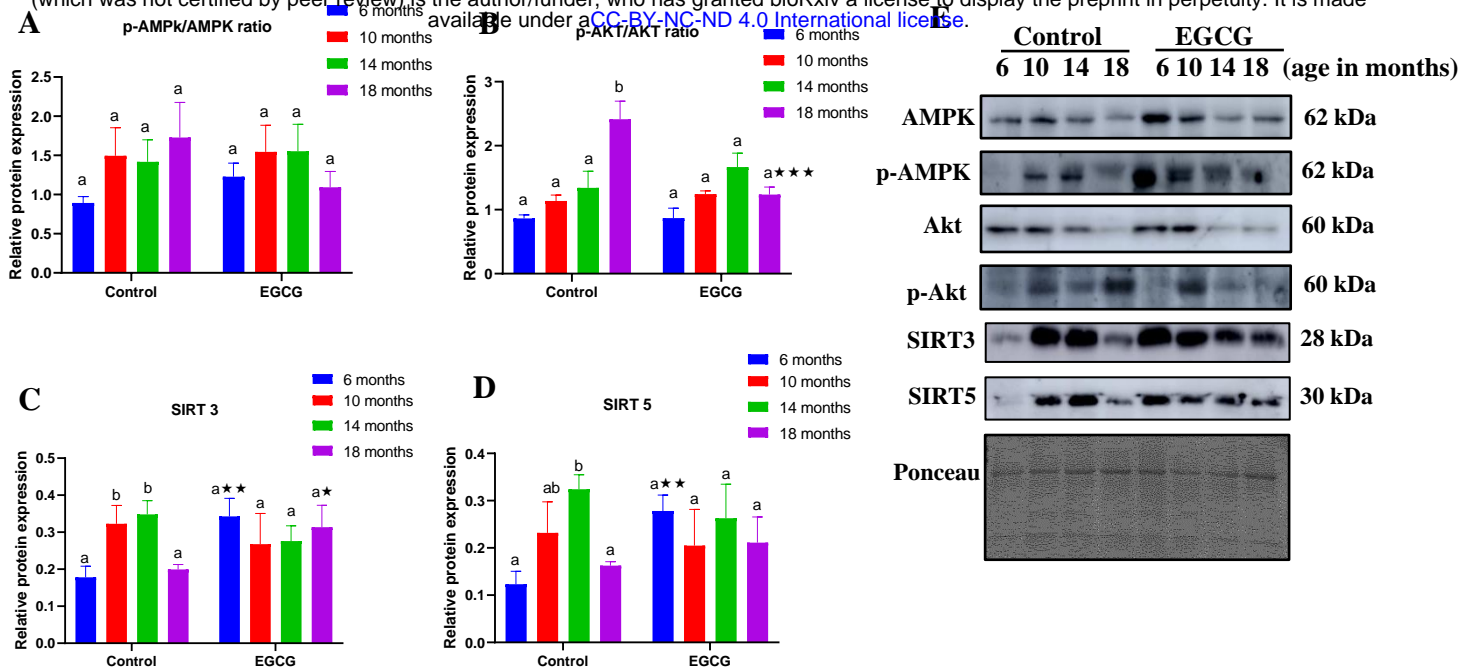 (which was not certified by peer review) is the author/funder, who has granted bioRxiv a license to display the preprint in perpetuity. It is made
available under aCC-BY-NC-ND 4.0 International license.
A
p-AMPk/AMPK ratio
6 months
10 months
14 months
18 months
Relative protein expression
2.5
2.0
1.5
1.0
0.5
0.0
a a a a a a a a
Control EGCG
B
p-AKT/AKT ratio
6 months
10 months
14 months
18 months
Relative protein expression
3
2
1
0
a a a b a a a a★★★
Control EGCG
C
SIRT 3
6 months
10 months
14 months
18 months
Relative protein expression
0.5
0.4
0.3
0.2
0.1
0.0
a b b a a★★ a a a★
Control EGCG
D
SIRT 5
6 months
10 months
14 months
18 months
Relative protein expression
0.4
0.3
0.2
0.1
0.0
a ab b a a★★ a a a
Control EGCG
E
Control EGCG
6 10 14 18 6 10 14 18 (age in months)
AMPK 62 kDa
p-AMPK 62 kDa
Akt 60 kDa
p-Akt 60 kDa
SIRT3 28 kDa
SIRT5 30 kDa
Ponceau